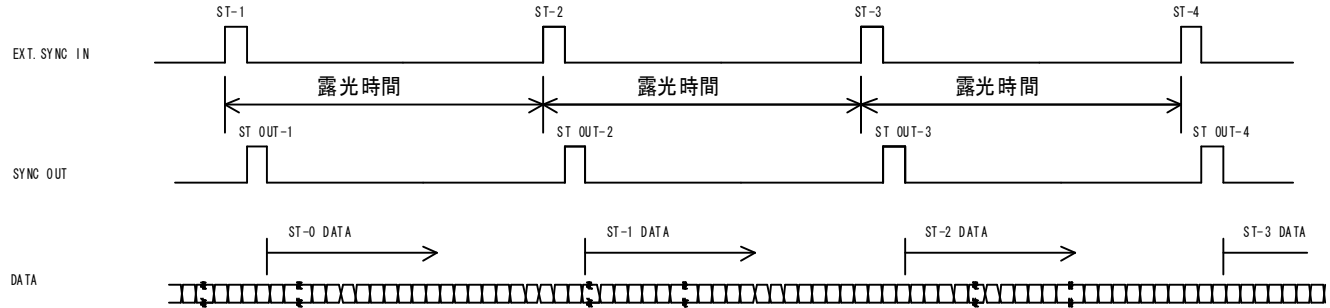 ST-1 ST-2 ST-3 ST-4
EXT.SYNC IN
露光時間 露光時間 露光時間
ST OUT-1 ST OUT-2 ST OUT-3 ST OUT-4
SYNC OUT
ST-0 DATA ST-1 DATA ST-2 DATA ST-3 DATA
DATA